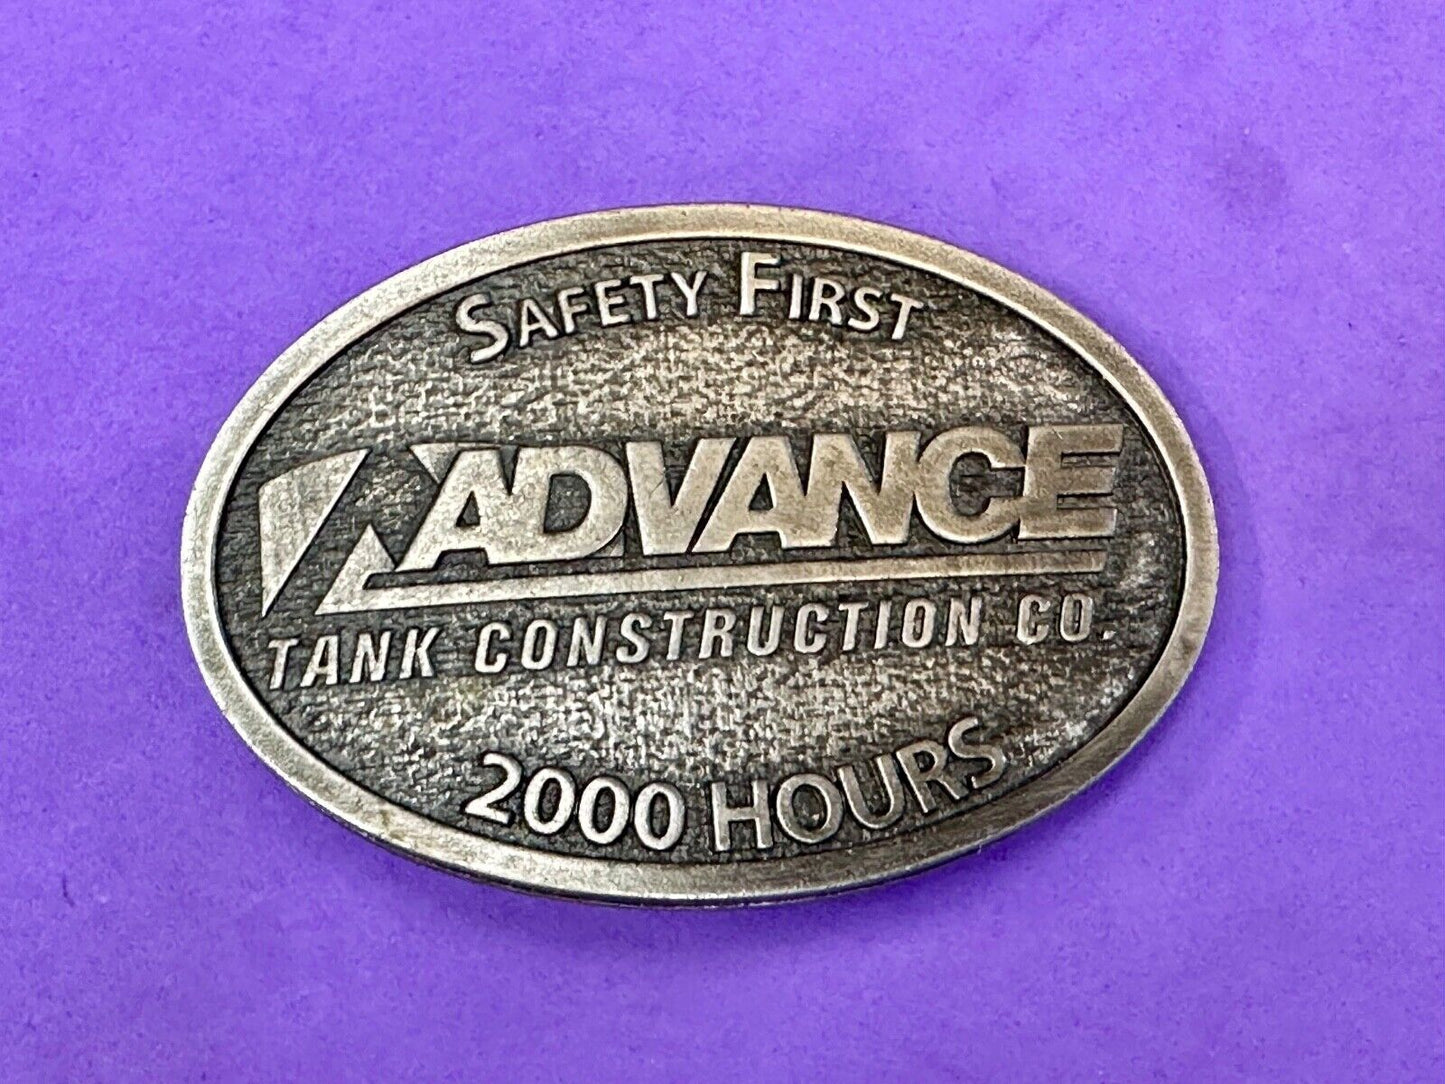 SAFETY FIRST
ADVANCE
TANK CONSTRUCTION CO.
2000 HOURS